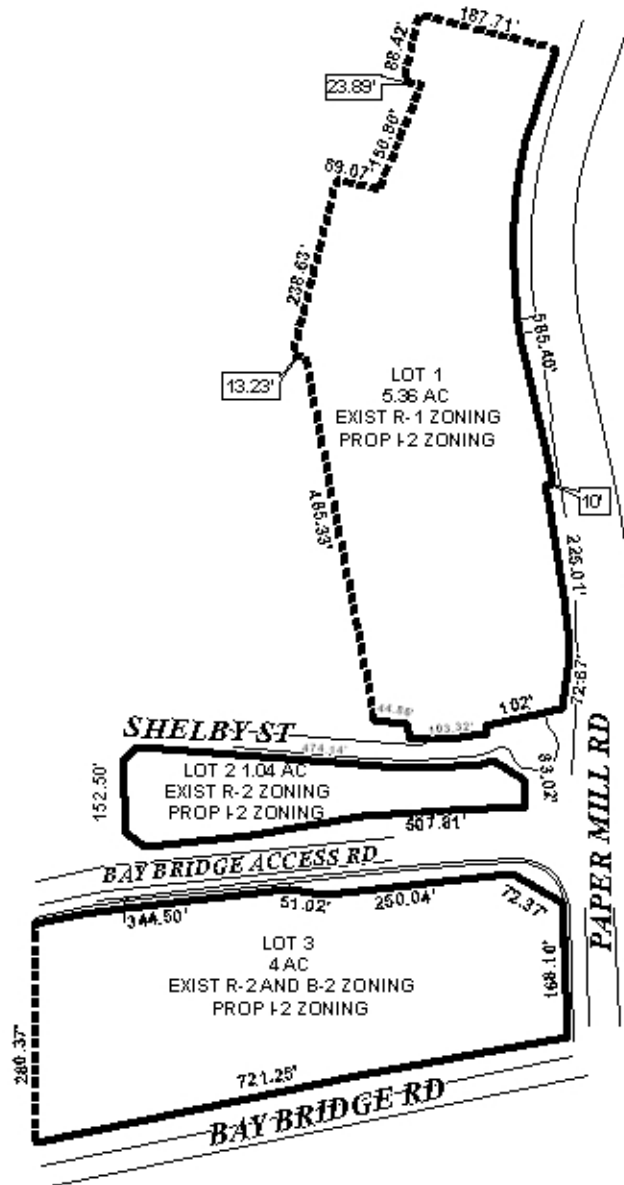 187.71'
88.42'
23.89'
150.80'
89.07'
238.63'
13.23'
585.40'
LOT 1
5.36 AC
EXIST R-1 ZONING
PROP I-2 ZONING
10'
485.33'
225.01'
72.87'
102'
44.88'
103.32'
SHELBY ST
474.14'
83.02'
LOT 2 1.04 AC
EXIST R-2 ZONING
PROP I-2 ZONING
152.50'
507.81'
BAY BRIDGE ACCESS RD
PAPER MILL RD
344.50'
51.02'
250.04'
72.37'
LOT 3
4 AC
EXIST R-2 AND B-2 ZONING
PROP I-2 ZONING
168.10'
280.37'
721.25'
BAY BRIDGE RD